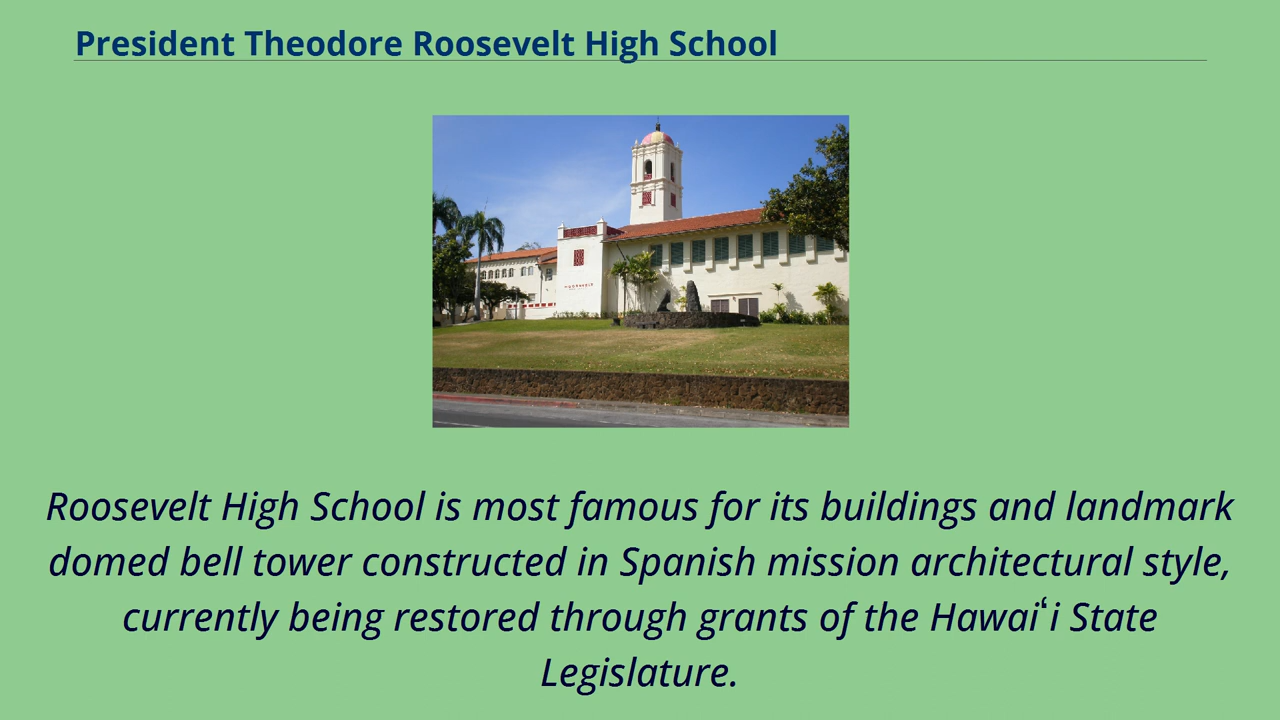 President Theodore Roosevelt High School
Roosevelt High School is most famous for its buildings and landmark
domed bell tower constructed in Spanish mission architectural style,
currently being restored through grants of the Hawaiʻi State
Legislature.